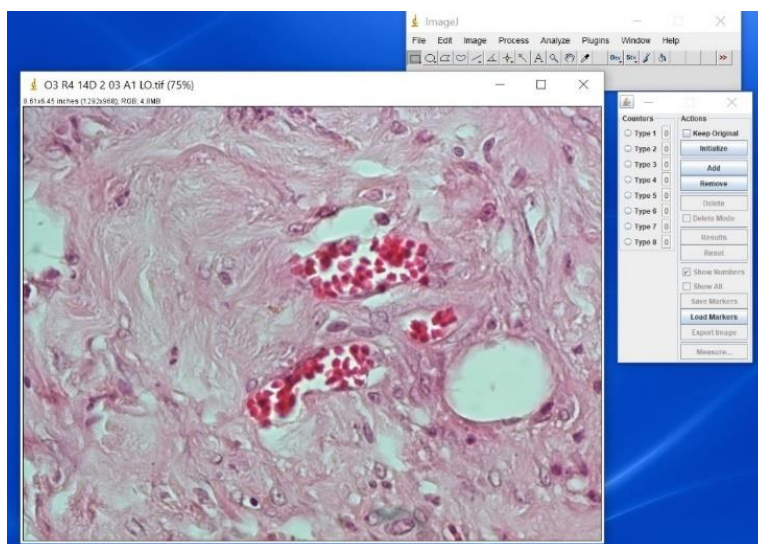 ImageJ
File Edit Image Process Analyze Plugins Window Help
Dev Stk >>
O3 R4 14D 2 03 A1 LO.tif (75%)
8.61x6.45 inches (1292x968); RGB; 4.8MB
Counters
Type 1 0
Type 2 0
Type 3 0
Type 4 0
Type 5 0
Type 6 0
Type 7 0
Type 8 0
Actions
Keep Original
Initialize
Add
Remove
Delete
Delete Mode
Results
Reset
Show Numbers
Show All
Save Markers
Load Markers
Export Image
Measure...